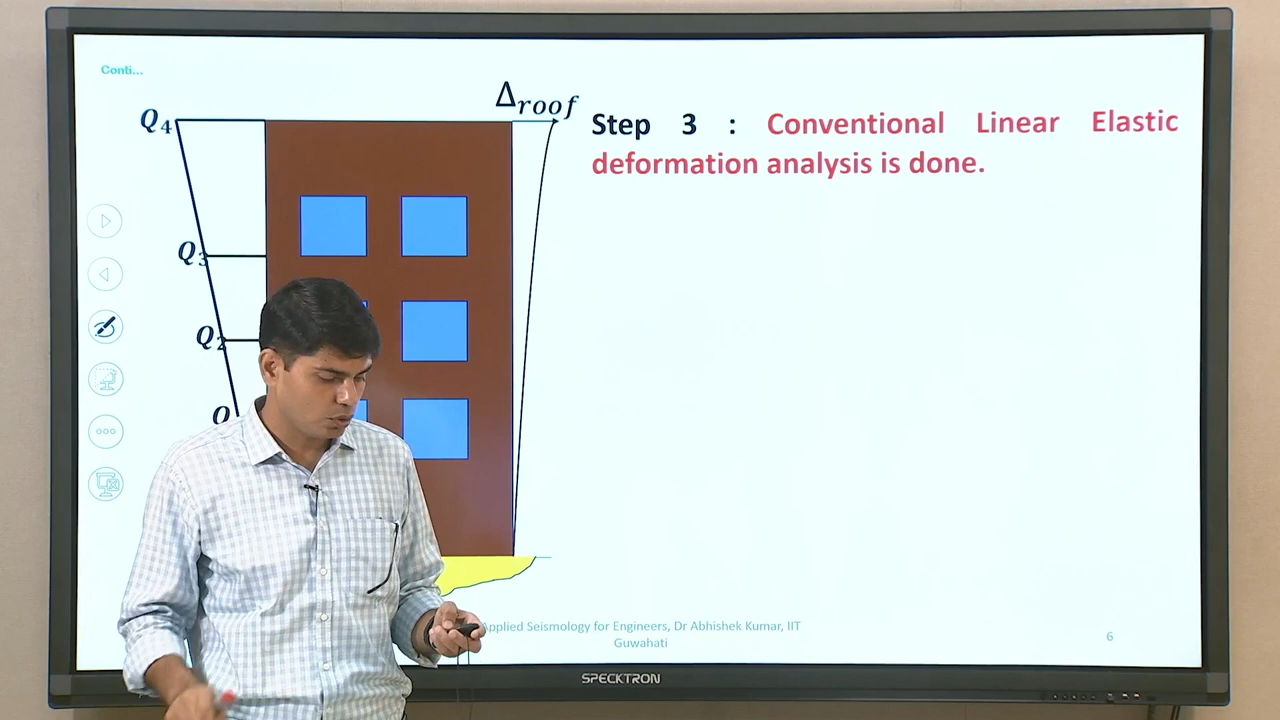 Conti...
Δroof
Q4
Step 3 : Conventional Linear Elastic
deformation analysis is done.
Q3
Q2
Q
Applied Seismology for Engineers, Dr Abhishek Kumar, IIT
Guwahati
6
SPECKTRON